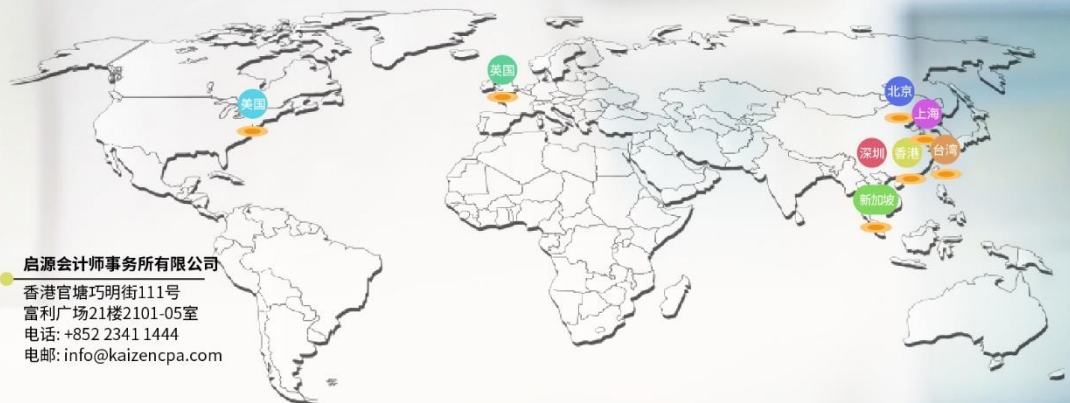 英国
美国
北京
上海
深圳
香港
台湾
新加坡
启源会计师事务所有限公司
香港官塘巧明街111号
富利广场21楼2101-05室
电话: +852 2341 1444
电邮: info@kaizencpa.com